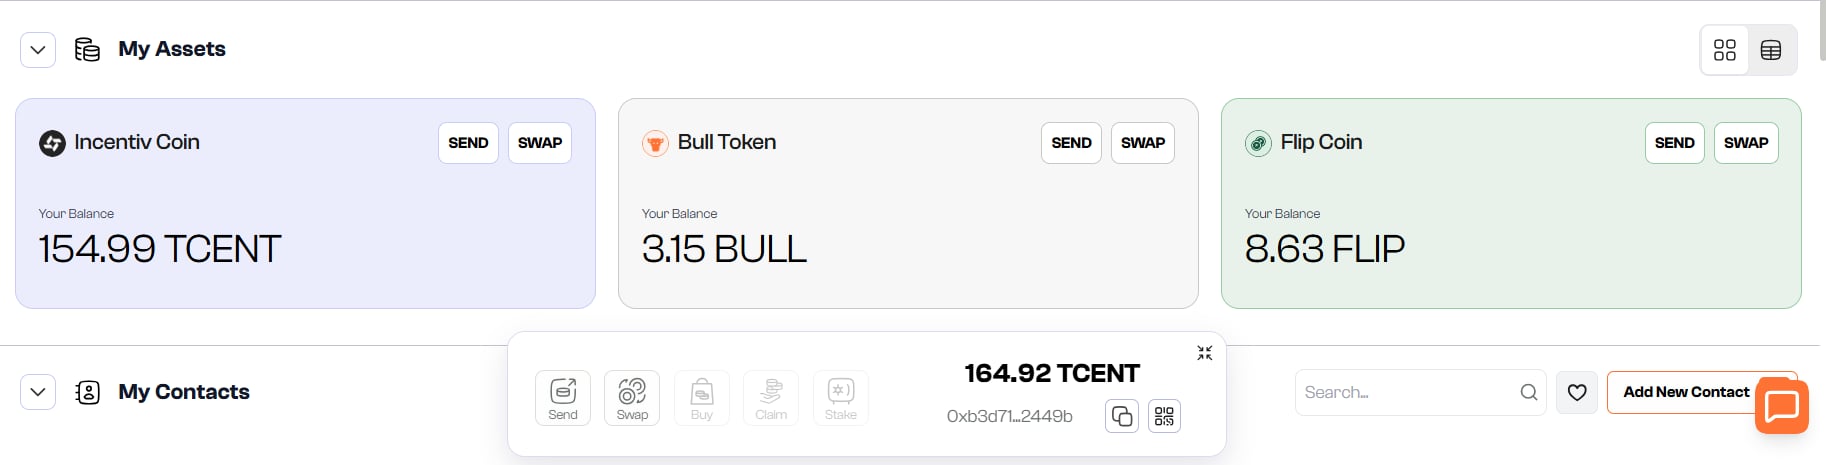 My Assets
Incentiv Coin
SEND
SWAP
Your Balance
154.99 TCENT
Bull Token
SEND
SWAP
Your Balance
3.15 BULL
Flip Coin
SEND
SWAP
Your Balance
8.63 FLIP
My Contacts
Send
Swap
Buy
Claim
Stake
164.92 TCENT
0xb3d71...2449b
Search...
Add New Contact